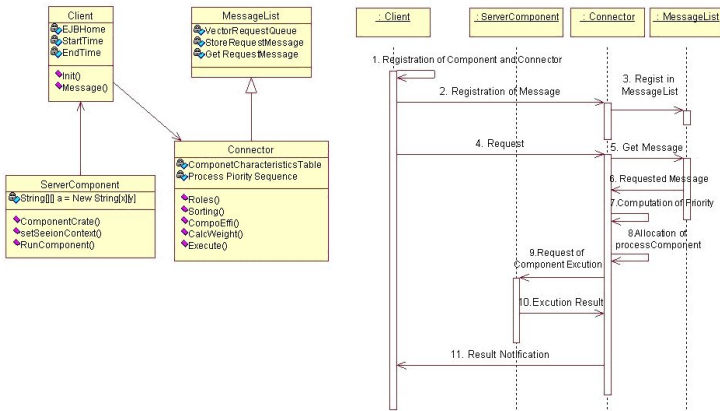 Client
EJBHome
StartTime
EndTime
Init()
Message()
MessageList
VectorRequestQueue
StoreRequestMessage
Get RequestMessage
ServerComponent
String[][] a = New String[x][y]
ComponentCrate()
setSeeionContext()
RunComponent()
Connector
ComponetCharacteristicsTable
Process Piority Sequence
Roles()
Sorting()
CompoEffi()
CalcWeight()
Execute()
: Client
: ServerComponent
: Connector
: MessageList
1. Registration of Component and Connector
2. Registration of Message
3. Regist in
MessageList
4. Request
5. Get Message
6. Requested Message
7.Computation of Priority
8.Allocation of
processComponent
9.Request of
Component Excution
10.Excution Result
11. Result Notification